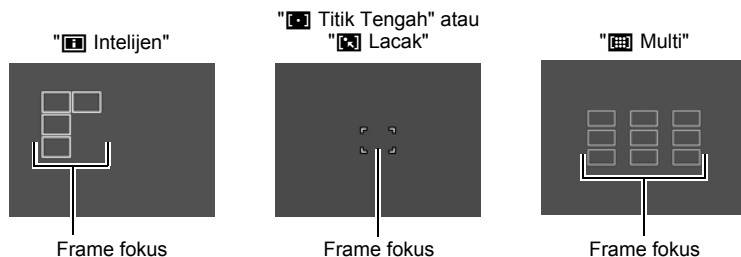 "Intelijen"
"Titik Tengah" atau
"Lacak"
"Multi"
Frame fokus
Frame fokus
Frame fokus